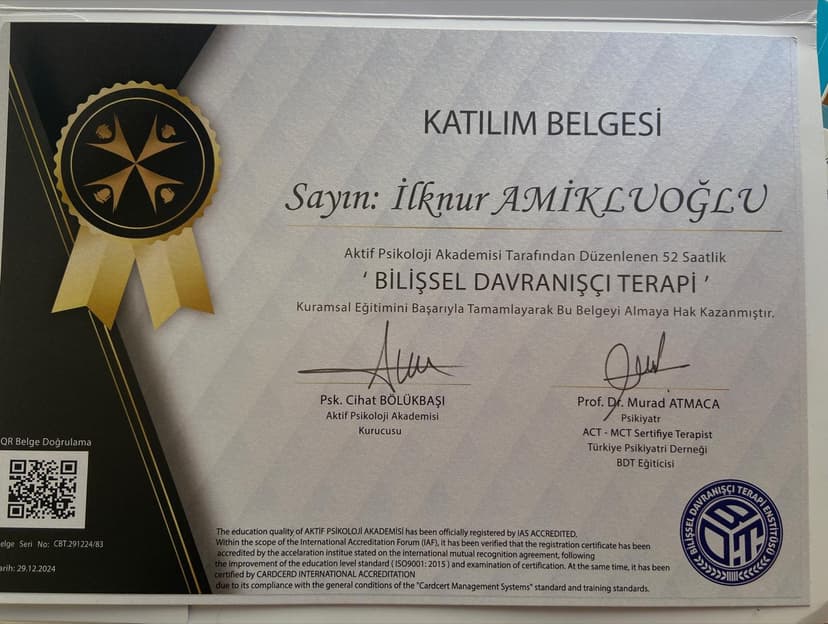 KATILIM BELGESİ
Sayın: İlknur AMİKLUOĞLU
Aktif Psikoloji Akademisi Tarafından Düzenlenen 52 Saatlik
‘ BİLİŞSEL DAVRANIŞÇI TERAPİ ’
Kuramsal Eğitimini Başarıyla Tamamlayarak Bu Belgeyi Almaya Hak Kazanmıştır.
Psk. Cihat BÖLÜKBAŞI
Aktif Psikoloji Akademisi
Kurucusu
Prof. Dr. Murad ATMACA
Psikiyatr
ACT - MCT Sertifiye Terapist
Türkiye Psikiyatri Derneği
BDT Eğiticisi
QR Belge Doğrulama
elge Seri No: CBT.291224/83
arih: 29.12.2024
The education quality of AKTİF PSİKOLOJİ AKADEMİSİ has been officially registered by IAS ACCREDITED.
Within the scope of the International Accreditation Forum (IAF), it has been verified that the registration certificate has been
accredited by the accelaration institue stated on the international mutual recognition agreement, following
the improvement of the education level standard ( ISO9001: 2015 ) and examination of certification. At the same time, it has been
certified by CARDCERD INTERNATIONAL ACCREDITATION
due to its compliance with the general conditions of the "Cardcert Management Systems" standard and training standards.
BİLİŞSEL DAVRANIŞÇI TERAPİ ENSTİTÜSÜ